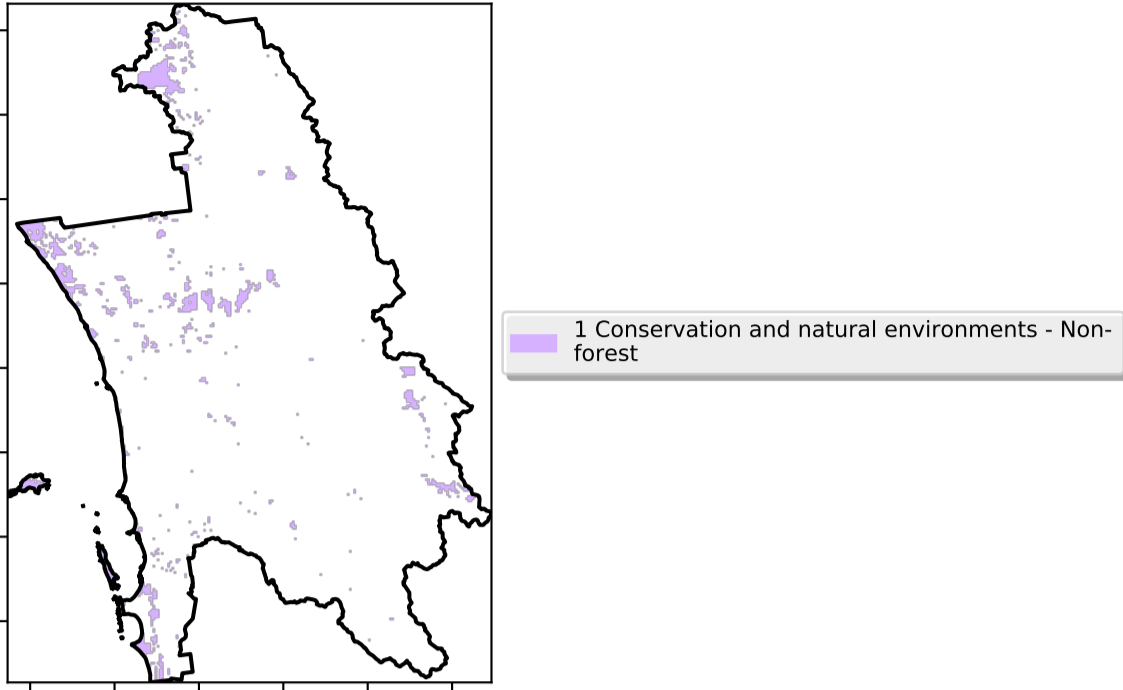 1 Conservation and natural environments - Non-
forest